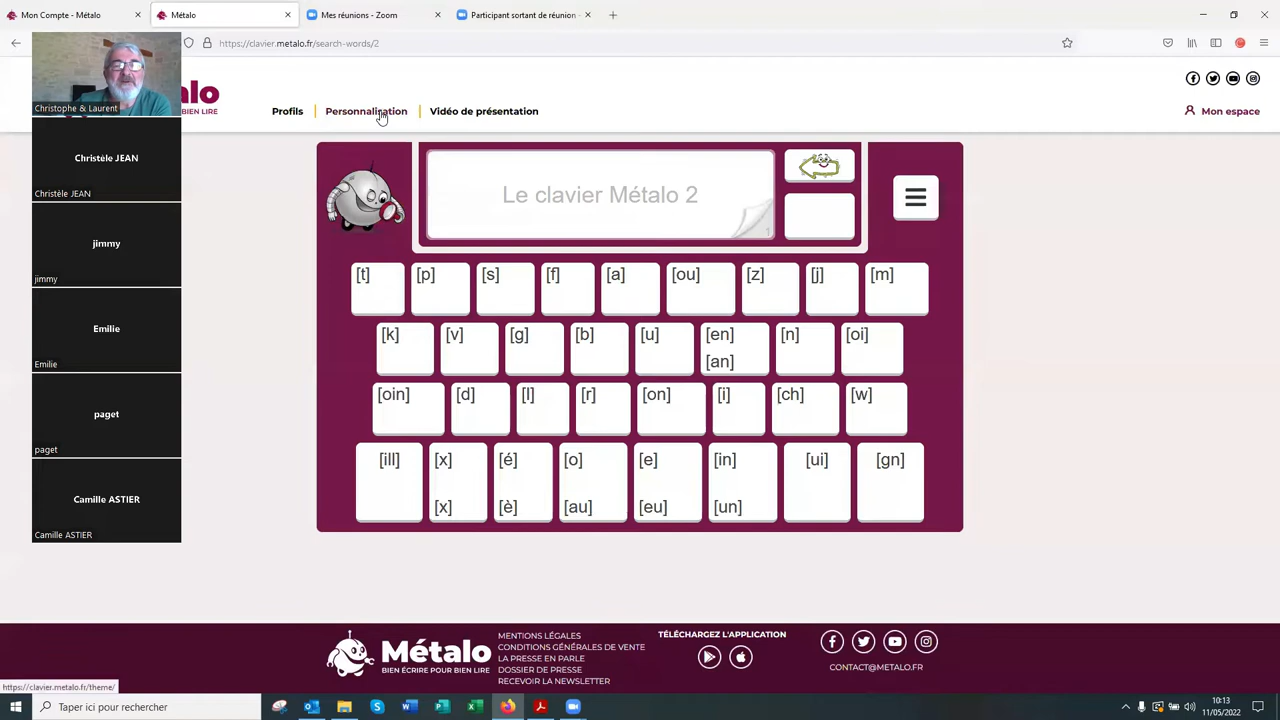 Mon Compte - Métalo
Métalo
Mes réunions - Zoom
Participant sortant de réunion -
https://clavier.metalo.fr/search-words/2
alo
BIEN LIRE
Profils
Personnalisation
Vidéo de présentation
Mon espace
Christophe & Laurent
Christèle JEAN
Christèle JEAN
jimmy
jimmy
Emilie
Emilie
paget
paget
Camille ASTIER
Camille ASTIER
Le clavier Métalo 2
1
[t] [p] [s] [f] [a] [ou] [z] [j] [m]
[k] [v] [g] [b] [u] [en] [n] [oi]
[an]
[oin] [d] [l] [r] [on] [i] [ch] [w]
[ill] [x] [é] [o] [e] [in] [ui] [gn]
[x] [è] [au] [eu] [un]
Métalo
BIEN ÉCRIRE POUR BIEN LIRE
MENTIONS LÉGALES
CONDITIONS GÉNÉRALES DE VENTE
LA PRESSE EN PARLE
DOSSIER DE PRESSE
RECEVOIR LA NEWSLETTER
TÉLÉCHARGEZ L'APPLICATION
CONTACT@METALO.FR
https://clavier.metalo.fr/theme/
Taper ici pour rechercher
10:13
11/05/2022